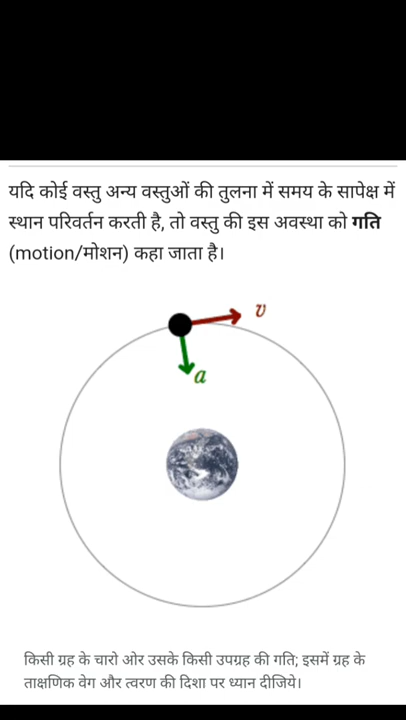 यदि कोई वस्तु अन्य वस्तुओं की तुलना में समय के सापेक्ष में
स्थान परिवर्तन करती है, तो वस्तु की इस अवस्था को गति
(motion/मोशन) कहा जाता है।
v
a
किसी ग्रह के चारो ओर उसके किसी उपग्रह की गति; इसमें ग्रह के
ताक्षणिक वेग और त्वरण की दिशा पर ध्यान दीजिये।